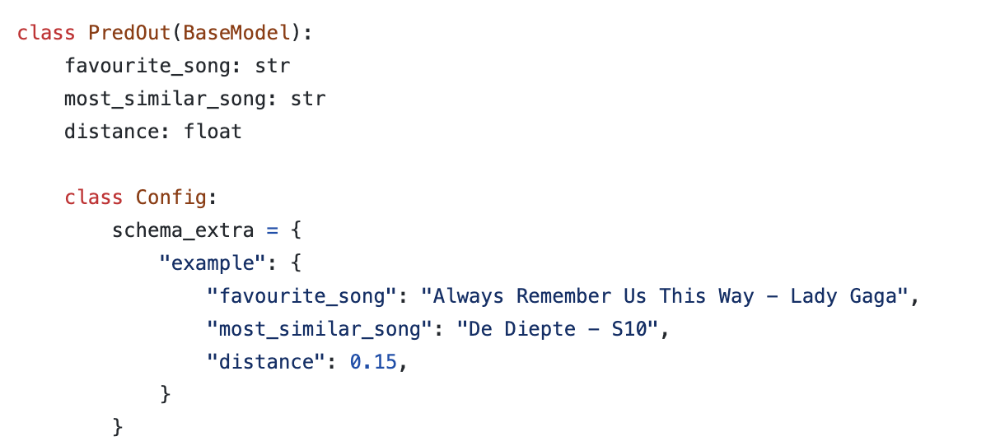 class PredOut(BaseModel):
    favourite_song: str
    most_similar_song: str
    distance: float

    class Config:
        schema_extra = {
            "example": {
                "favourite_song": "Always Remember Us This Way – Lady Gaga",
                "most_similar_song": "De Diepte – S10",
                "distance": 0.15,
            }
        }